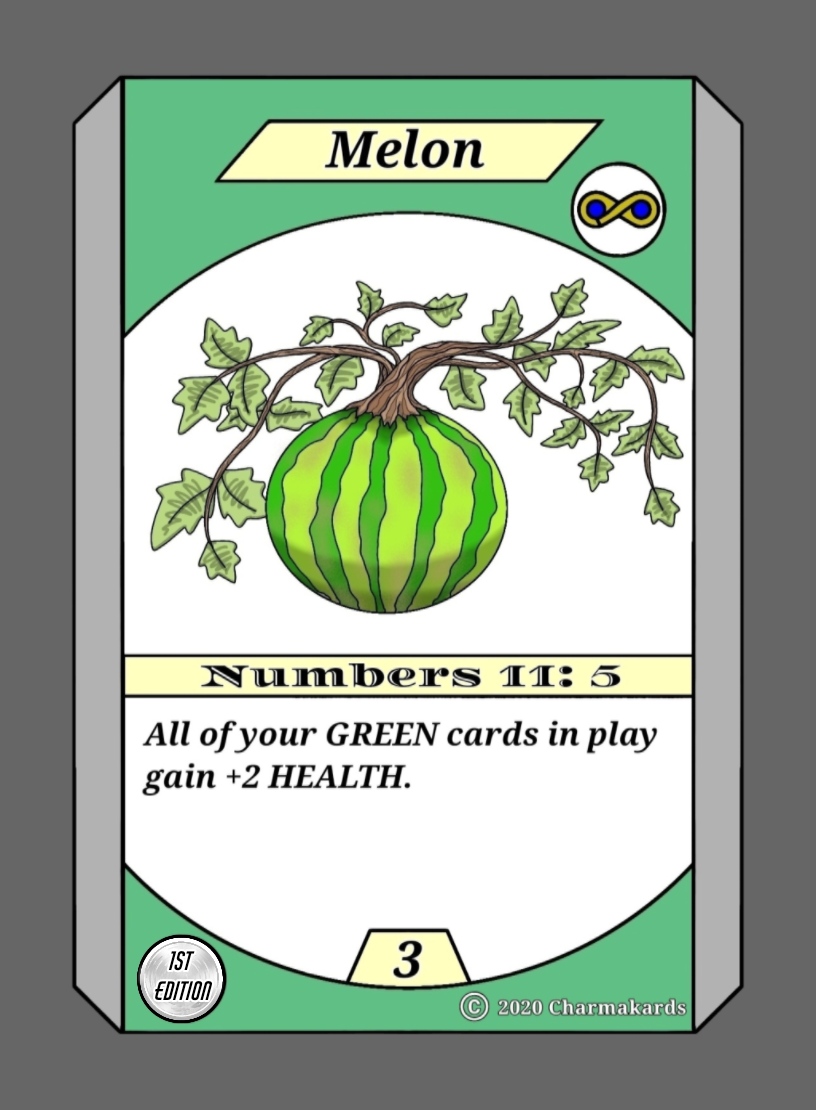 Melon
Numbers 11: 5
All of your GREEN cards in play
gain +2 HEALTH.
3
1ST
EDITION
© 2020 Charmakards